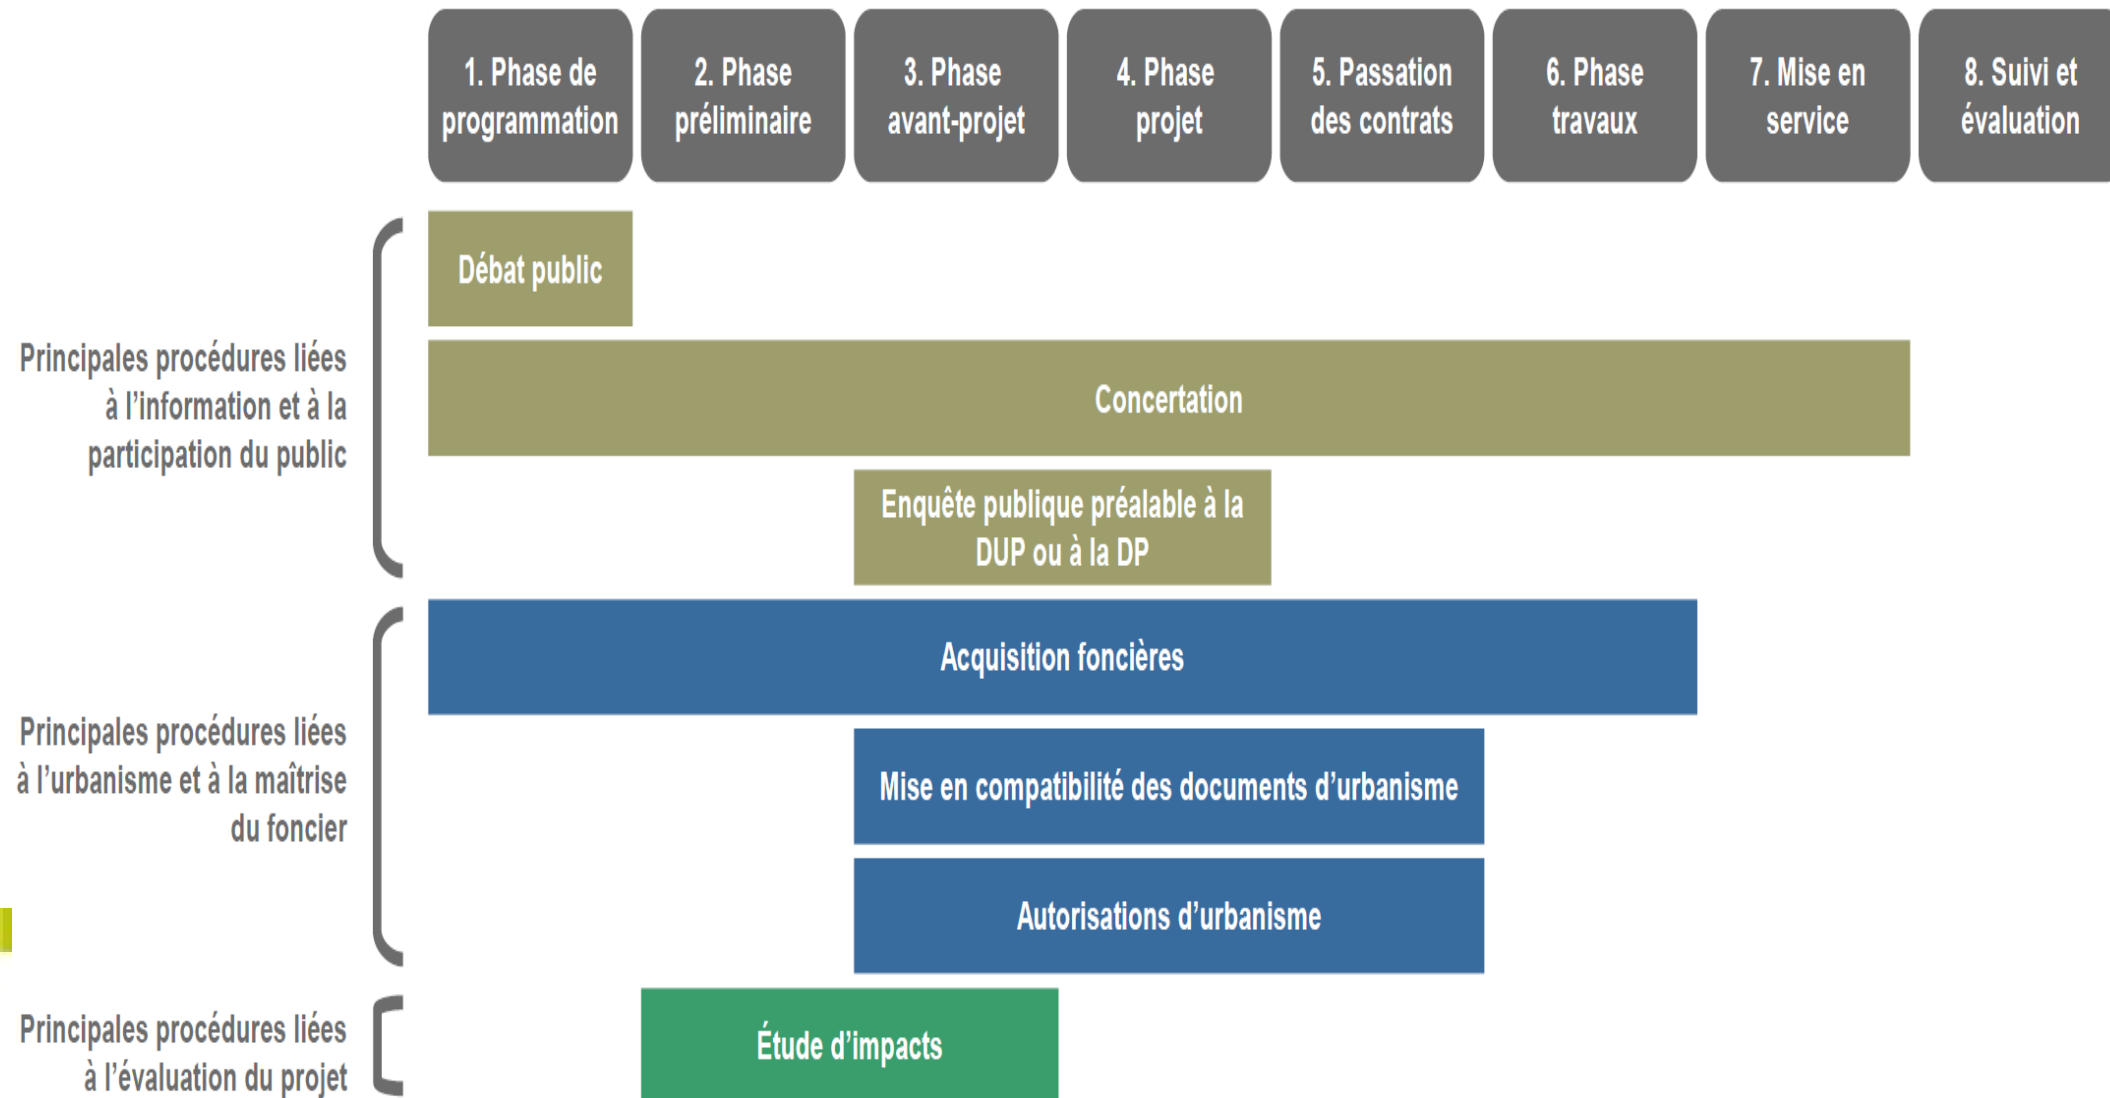 1. Phase de
programmation
2. Phase
préliminaire
3. Phase
avant-projet
4. Phase
projet
5. Passation
des contrats
6. Phase
travaux
7. Mise en
service
8. Suivi et
évaluation
Principales procédures liées
à l’information et à la
participation du public
Débat public
Concertation
Enquête publique préalable à la
DUP ou à la DP
Principales procédures liées
à l’urbanisme et à la maîtrise
du foncier
Acquisition foncières
Mise en compatibilité des documents d’urbanisme
Autorisations d’urbanisme
Principales procédures liées
à l’évaluation du projet
Étude d’impacts